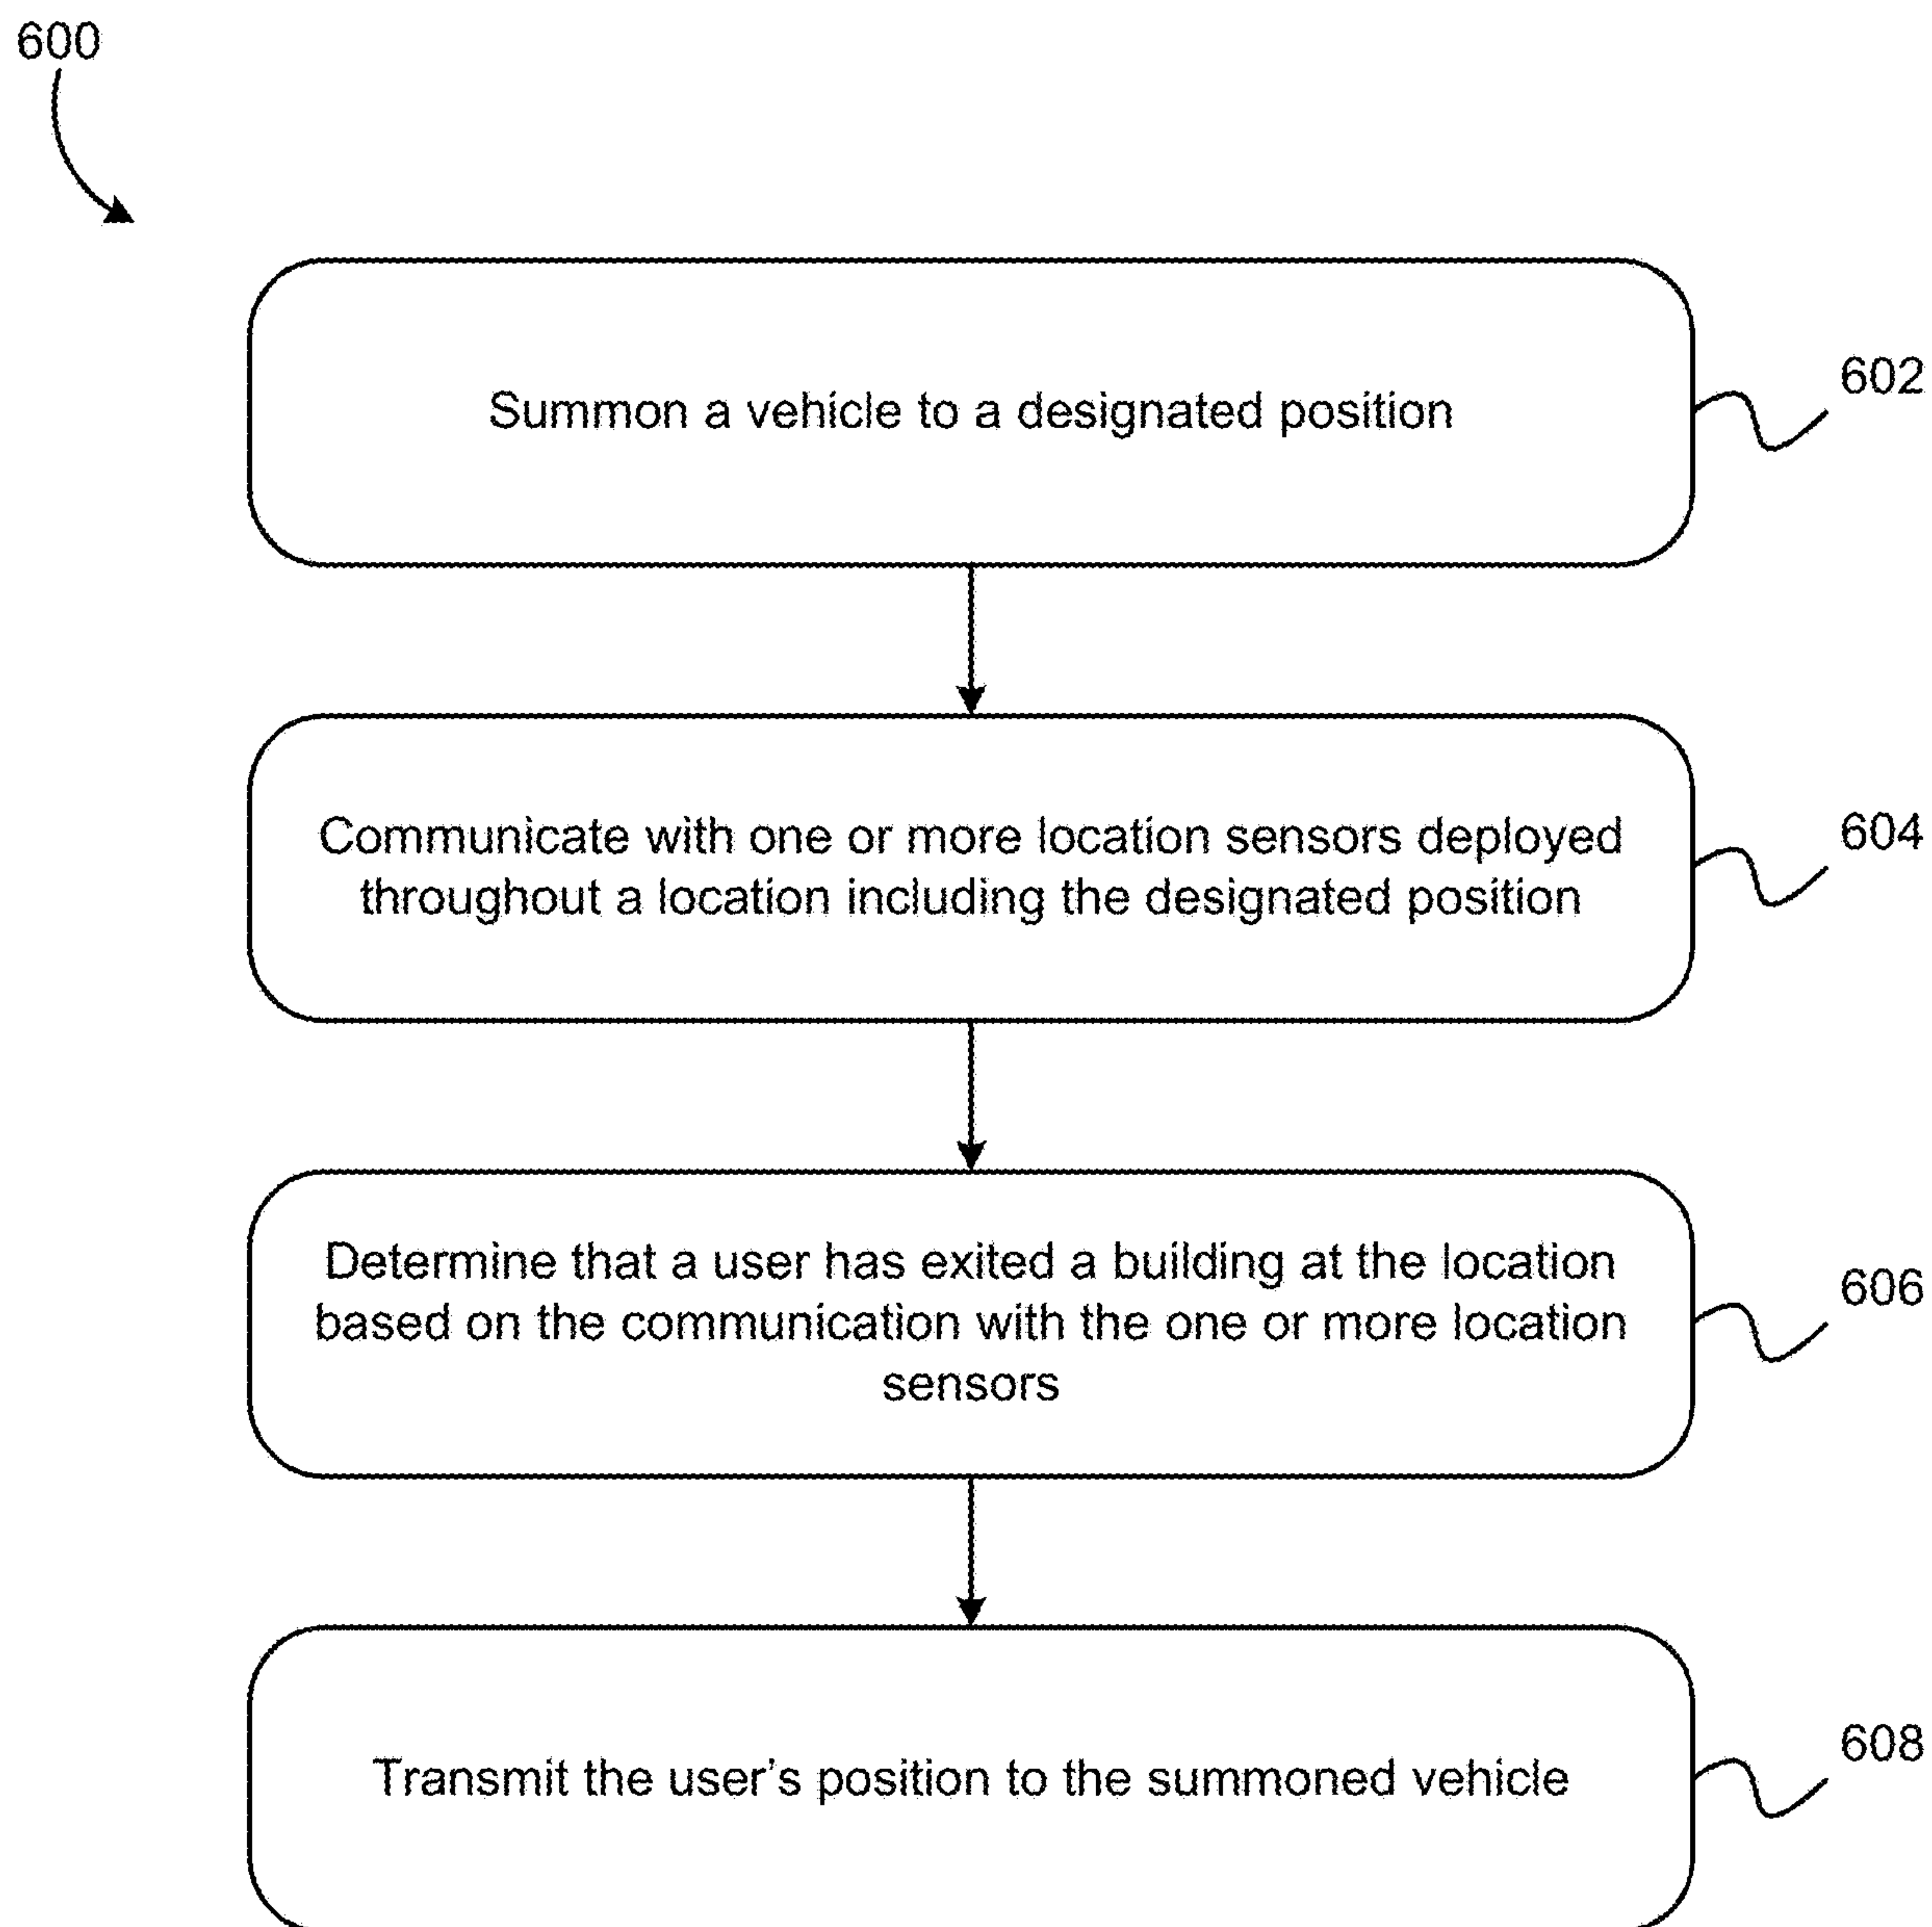 600
Summon a vehicle to a designated position
602
Communicate with one or more location sensors deployed
throughout a location including the designated position
604
Determine that a user has exited a building at the location
based on the communication with the one or more location
sensors
606
Transmit the user's position to the summoned vehicle
608